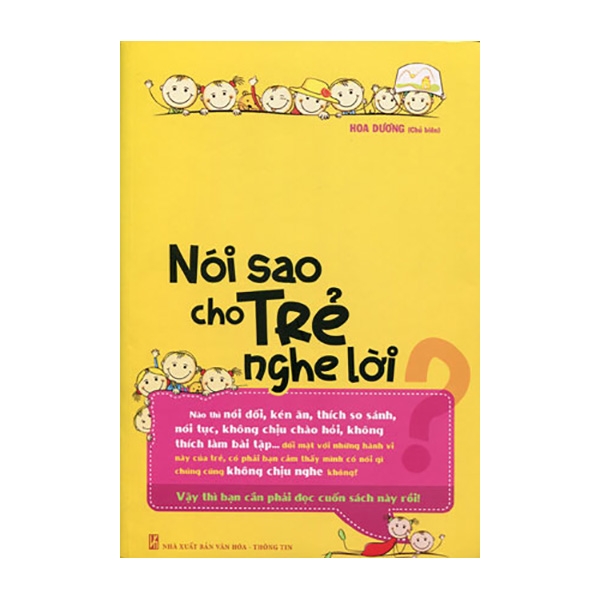 HOA DƯƠNG (Chủ biên)
Nói sao
cho TRẺ
nghe lời ?
Nào thì nói dối, kén ăn, thích so sánh,
nói tục, không chịu chào hỏi, không
thích làm bài tập... đối mặt với những hành vi
này của trẻ, có phải bạn cảm thấy mình có nói gì
chúng cũng không chịu nghe không?
Vậy thì bạn cần phải đọc cuốn sách này rồi!
NHÀ XUẤT BẢN VĂN HÓA - THÔNG TIN